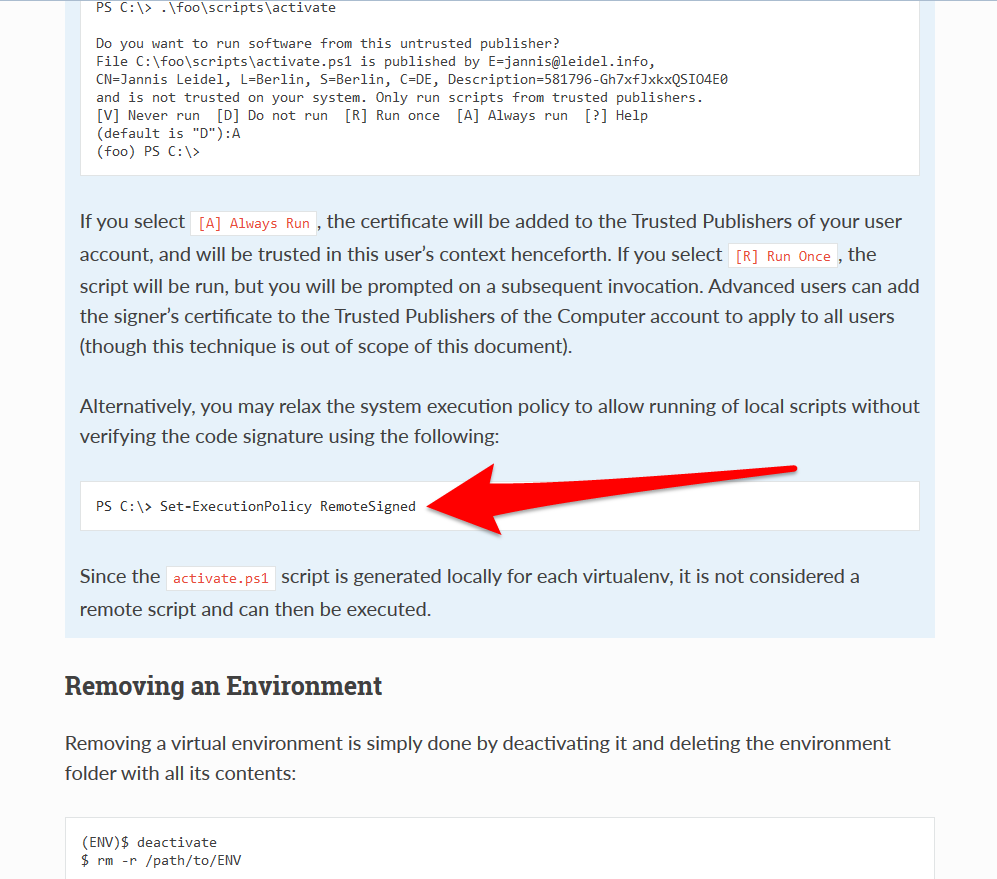 PS C:\> .\foo\scripts\activate
Do you want to run software from this untrusted publisher?
File C:\foo\scripts\activate.ps1 is published by E=jannis@leidel.info,
CN=Jannis Leidel, L=Berlin, S=Berlin, C=DE, Description=581796-Gh7xfJxkxQSIO4E0
and is not trusted on your system. Only run scripts from trusted publishers.
[V] Never run  [D] Do not run  [R] Run once  [A] Always run  [?] Help
(default is "D"):A
(foo) PS C:\>
If you select [A] Always Run, the certificate will be added to the Trusted Publishers of your user
account, and will be trusted in this user’s context henceforth. If you select [R] Run Once, the
script will be run, but you will be prompted on a subsequent invocation. Advanced users can add
the signer’s certificate to the Trusted Publishers of the Computer account to apply to all users
(though this technique is out of scope of this document).
Alternatively, you may relax the system execution policy to allow running of local scripts without
verifying the code signature using the following:
PS C:\> Set-ExecutionPolicy RemoteSigned
Since the activate.ps1 script is generated locally for each virtualenv, it is not considered a
remote script and can then be executed.
Removing an Environment
Removing a virtual environment is simply done by deactivating it and deleting the environment
folder with all its contents:
(ENV)$ deactivate
$ rm -r /path/to/ENV